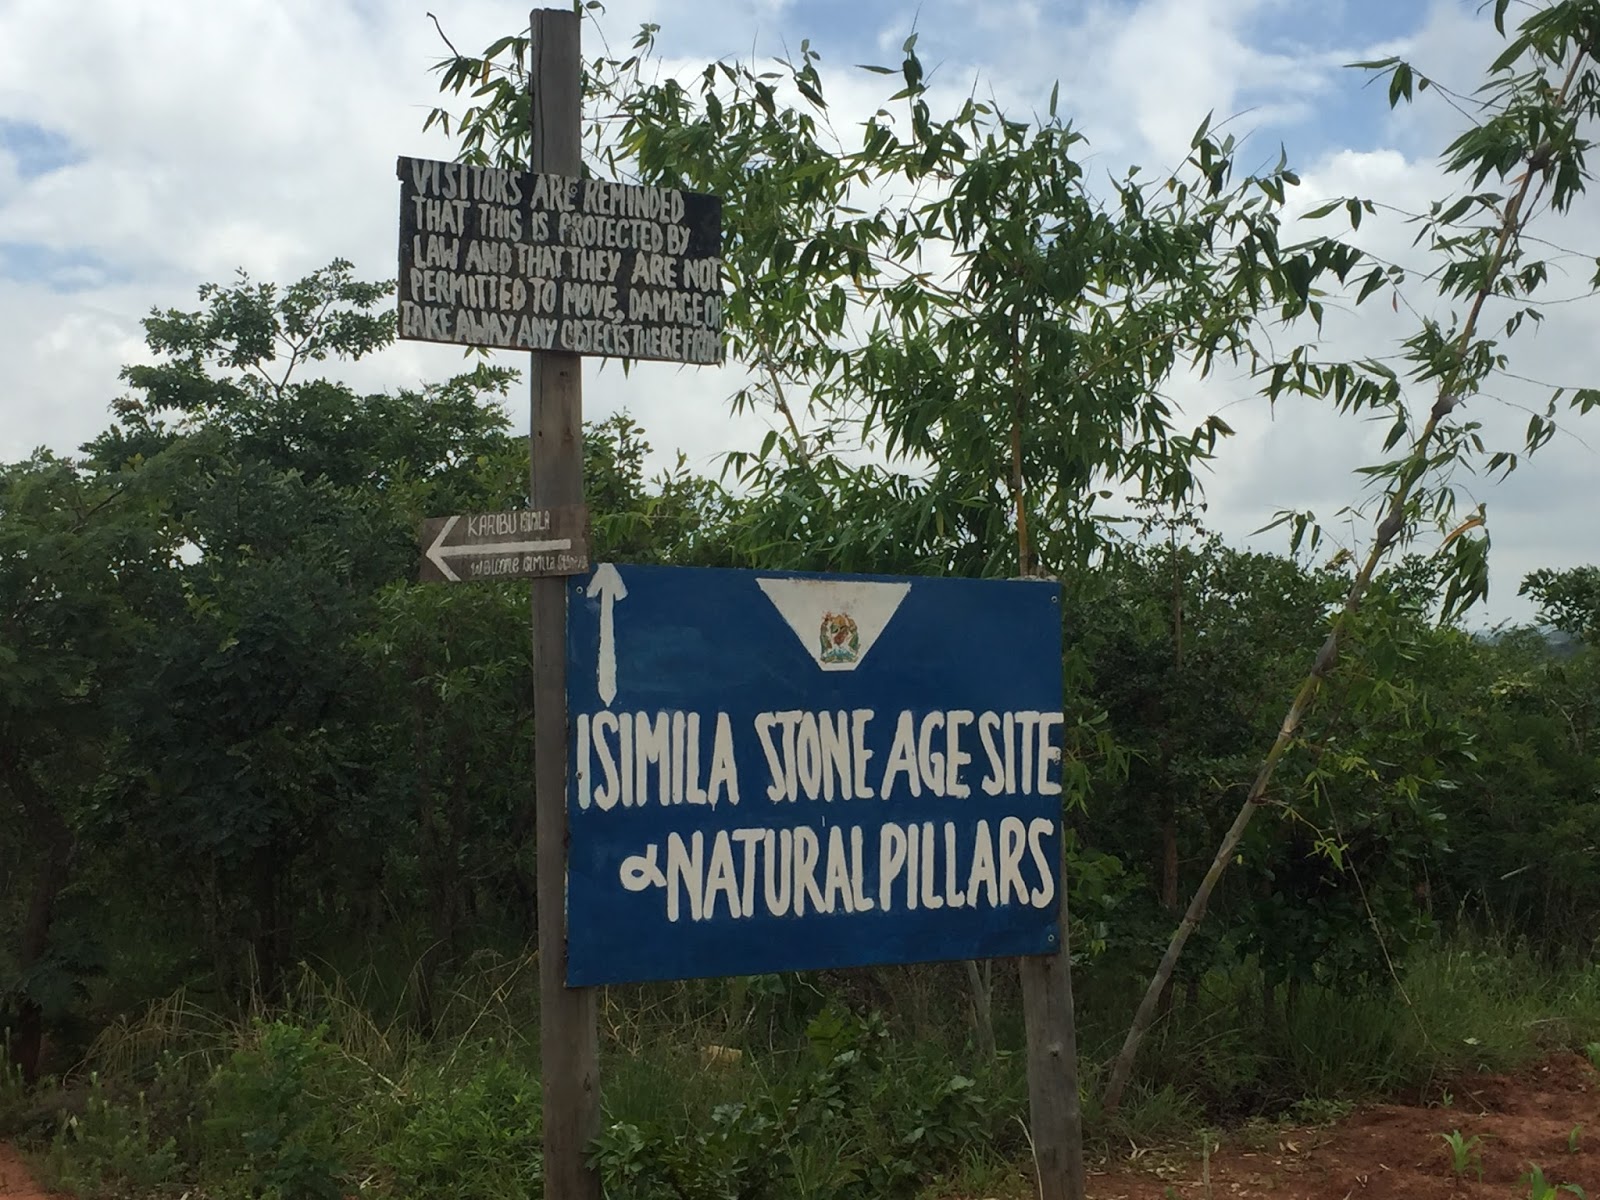 VISITORS ARE REMINDED
THAT THIS IS PROTECTED BY
LAW AND THAT THEY ARE NOT
PERMITTED TO MOVE, DAMAGE OR
TAKE AWAY ANY OBJECTS THERE FROM
KARIBU ISIMILA
WELCOME
ISIMILA STONE AGE SITE
& NATURAL PILLARS